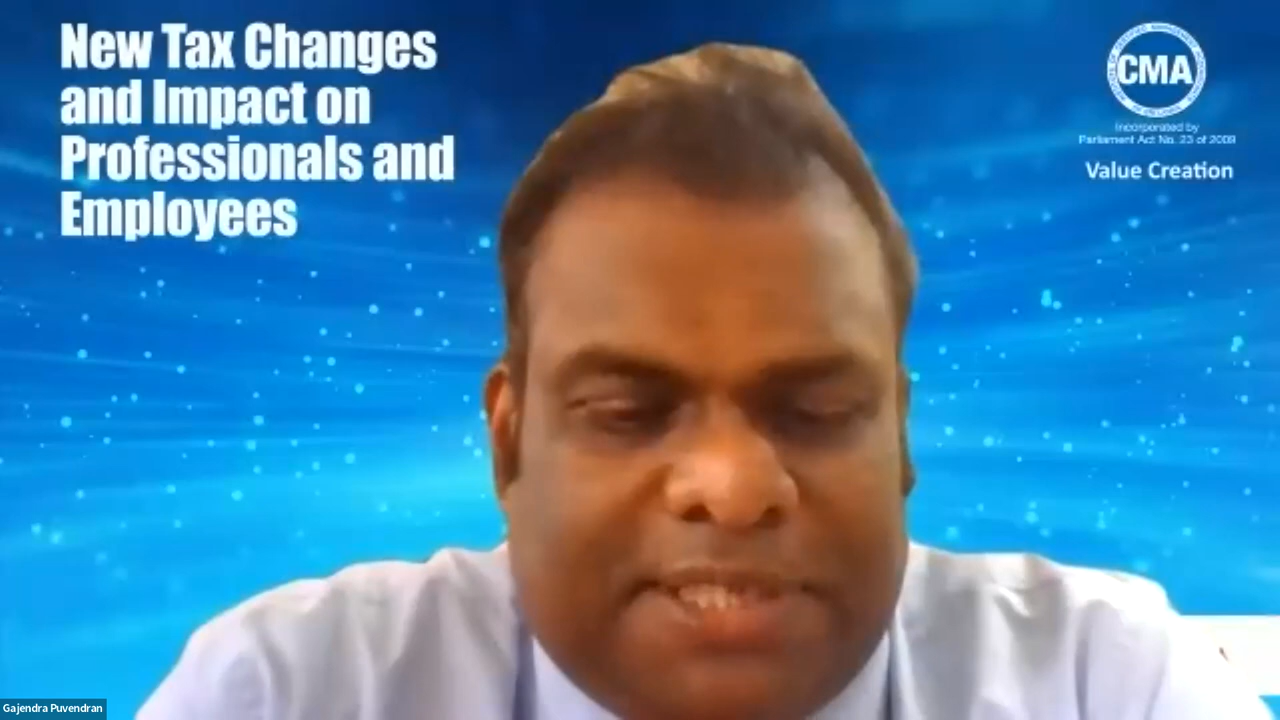 New Tax Changes
and Impact on
Professionals and
Employees
CMA
Incorporated by
Parliament Act No. 23 of 2009
Value Creation
Gajendra Puvendran